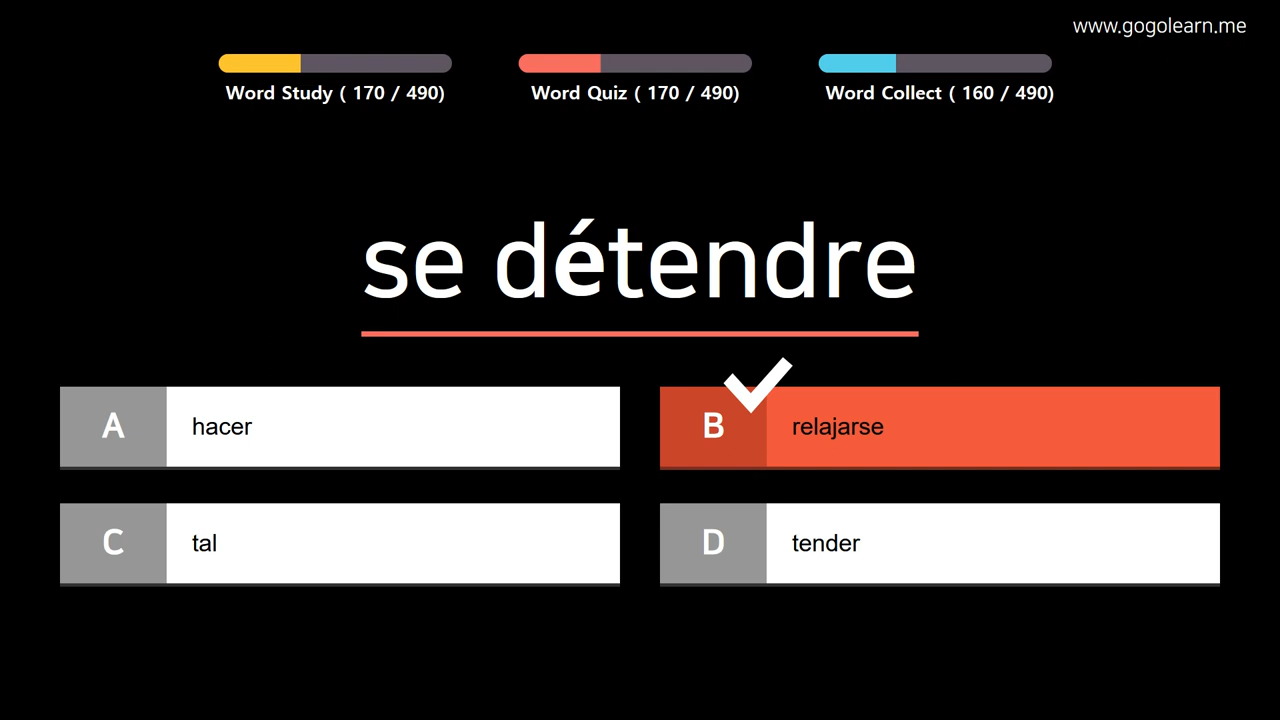 www.gogolearn.me
Word Study ( 170 / 490)
Word Quiz ( 170 / 490)
Word Collect ( 160 / 490)
se détendre
A hacer
B relajarse
C tal
D tender